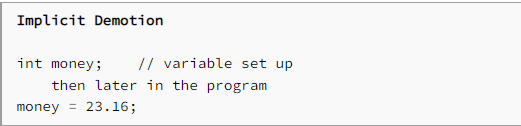 Implicit Demotion
int money;    // variable set up
    then later in the program
money = 23.16;